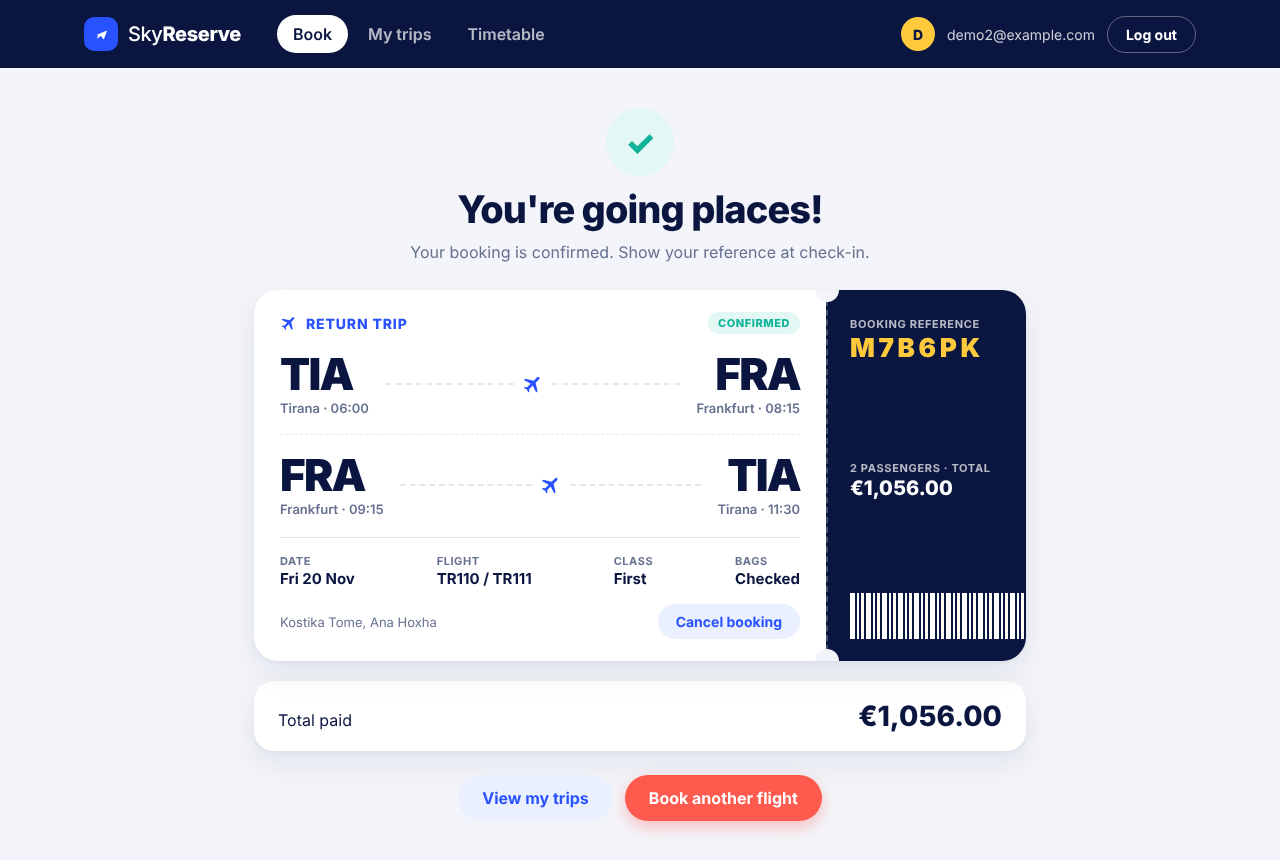 SkyReserve
Book
My trips
Timetable
D
demo2@example.com
Log out
You're going places!
Your booking is confirmed. Show your reference at check-in.
RETURN TRIP
CONFIRMED
TIA
FRA
Tirana · 06:00
Frankfurt · 08:15
FRA
TIA
Frankfurt · 09:15
Tirana · 11:30
DATE
FLIGHT
CLASS
BAGS
Fri 20 Nov
TR110 / TR111
First
Checked
Kostika Tome, Ana Hoxha
Cancel booking
BOOKING REFERENCE
M7B6PK
2 PASSENGERS · TOTAL
€1,056.00
Total paid
€1,056.00
View my trips
Book another flight